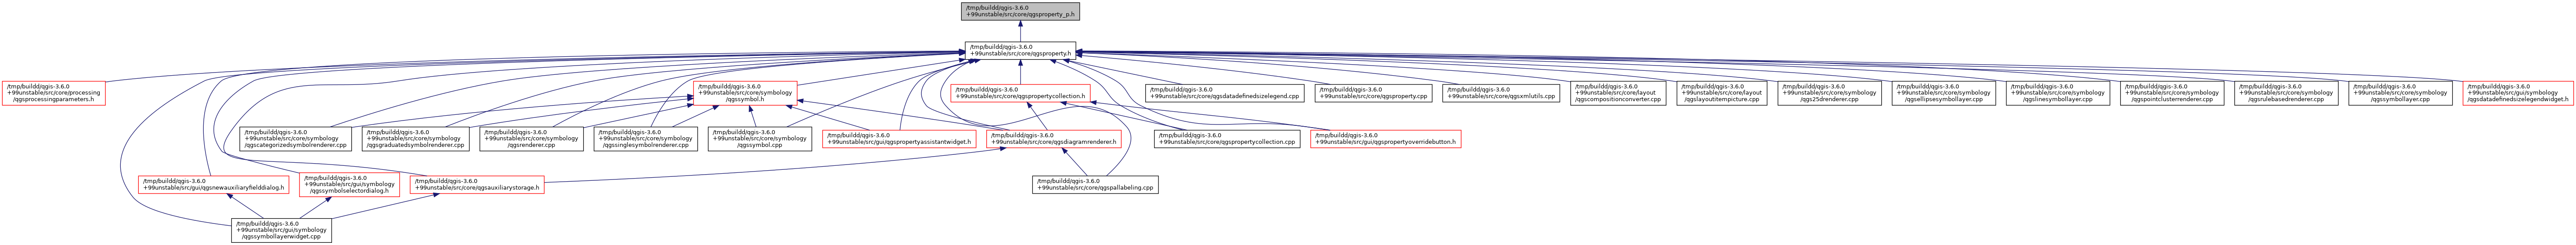 /tmp/buildd/qgis-3.6.0
+99unstable/src/core/qgsproperty_p.h
/tmp/buildd/qgis-3.6.0
+99unstable/src/core/qgsproperty.h
/tmp/buildd/qgis-3.6.0
+99unstable/src/core/processing
/qgsprocessingparameters.h
/tmp/buildd/qgis-3.6.0
+99unstable/src/core/symbology
/qgssymbol.h
/tmp/buildd/qgis-3.6.0
+99unstable/src/core/qgspropertycollection.h
/tmp/buildd/qgis-3.6.0
+99unstable/src/core/qgsdatadefinedsizelegend.cpp
/tmp/buildd/qgis-3.6.0
+99unstable/src/core/qgsproperty.cpp
/tmp/buildd/qgis-3.6.0
+99unstable/src/core/qgsxmlutils.cpp
/tmp/buildd/qgis-3.6.0
+99unstable/src/core/layout
/qgscompositionconverter.cpp
/tmp/buildd/qgis-3.6.0
+99unstable/src/core/layout
/qgslayoutitempicture.cpp
/tmp/buildd/qgis-3.6.0
+99unstable/src/core/symbology
/qgs25drenderer.cpp
/tmp/buildd/qgis-3.6.0
+99unstable/src/core/symbology
/qgsellipsesymbollayer.cpp
/tmp/buildd/qgis-3.6.0
+99unstable/src/core/symbology
/qgslinesymbollayer.cpp
/tmp/buildd/qgis-3.6.0
+99unstable/src/core/symbology
/qgspointclusterrenderer.cpp
/tmp/buildd/qgis-3.6.0
+99unstable/src/core/symbology
/qgsrulebasedrenderer.cpp
/tmp/buildd/qgis-3.6.0
+99unstable/src/core/symbology
/qgssymbollayer.cpp
/tmp/buildd/qgis-3.6.0
+99unstable/src/gui/symbology
/qgsdatadefinedsizelegendwidget.h
/tmp/buildd/qgis-3.6.0
+99unstable/src/core/symbology
/qgscategorizedsymbolrenderer.cpp
/tmp/buildd/qgis-3.6.0
+99unstable/src/core/symbology
/qgsgraduatedsymbolrenderer.cpp
/tmp/buildd/qgis-3.6.0
+99unstable/src/core/symbology
/qgsrenderer.cpp
/tmp/buildd/qgis-3.6.0
+99unstable/src/core/symbology
/qgssinglesymbolrenderer.cpp
/tmp/buildd/qgis-3.6.0
+99unstable/src/core/symbology
/qgssymbol.cpp
/tmp/buildd/qgis-3.6.0
+99unstable/src/gui/qgspropertyassistantwidget.h
/tmp/buildd/qgis-3.6.0
+99unstable/src/core/qgsdiagramrenderer.h
/tmp/buildd/qgis-3.6.0
+99unstable/src/core/qgspropertycollection.cpp
/tmp/buildd/qgis-3.6.0
+99unstable/src/gui/qgspropertyoverridebutton.h
/tmp/buildd/qgis-3.6.0
+99unstable/src/gui/qgsnewauxiliaryfielddialog.h
/tmp/buildd/qgis-3.6.0
+99unstable/src/gui/symbology
/qgssymbolselectordialog.h
/tmp/buildd/qgis-3.6.0
+99unstable/src/core/qgsauxiliarystorage.h
/tmp/buildd/qgis-3.6.0
+99unstable/src/core/qgspallabeling.cpp
/tmp/buildd/qgis-3.6.0
+99unstable/src/gui/symbology
/qgssymbollayerwidget.cpp